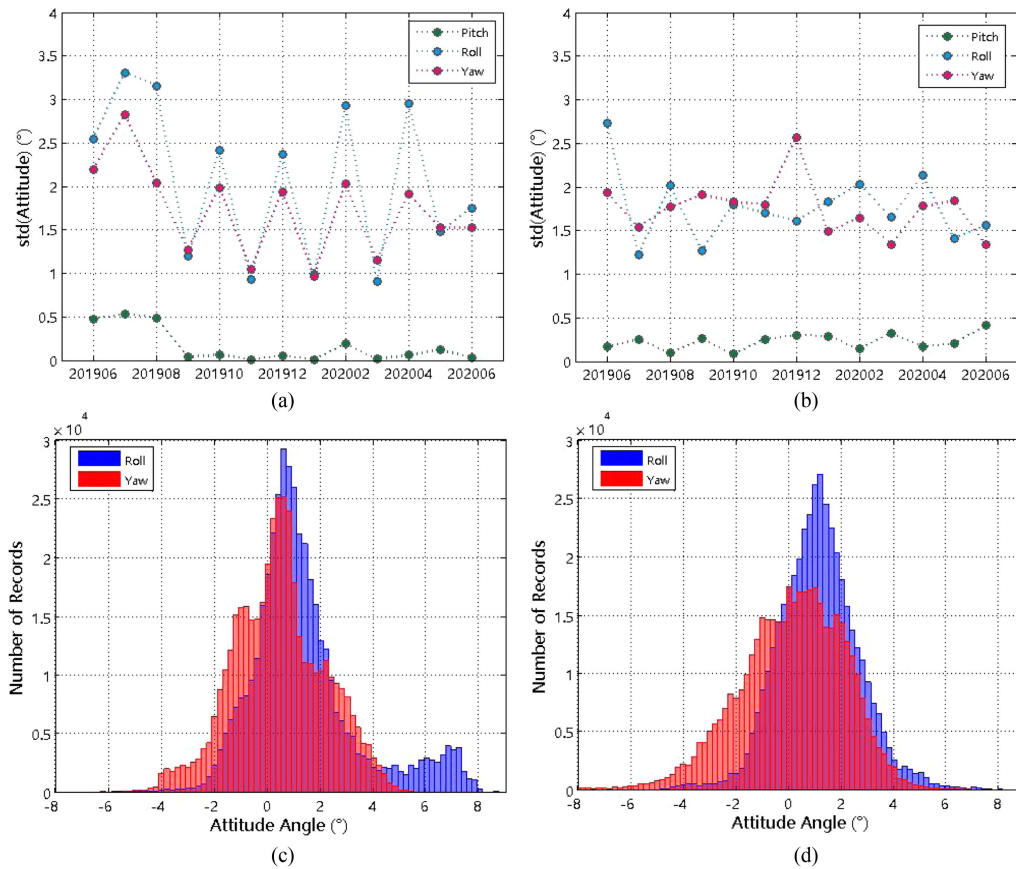 std(Attitude) (°)
4
3.5
3
2.5
2
1.5
1
0.5
0
Pitch
Roll
Yaw
201906 201908 201910 201912 202002 202004 202006
(a)
std(Attitude) (°)
4
3.5
3
2.5
2
1.5
1
0.5
0
Pitch
Roll
Yaw
201906 201908 201910 201912 202002 202004 202006
(b)
×10⁴
Number of Records
3
2.5
2
1.5
1
0.5
0
Roll
Yaw
-8 -6 -4 -2 0 2 4 6 8
Attitude Angle (°)
(c)
×10⁴
Number of Records
3
2.5
2
1.5
1
0.5
0
Roll
Yaw
-8 -6 -4 -2 0 2 4 6 8
Attitude Angle (°)
(d)